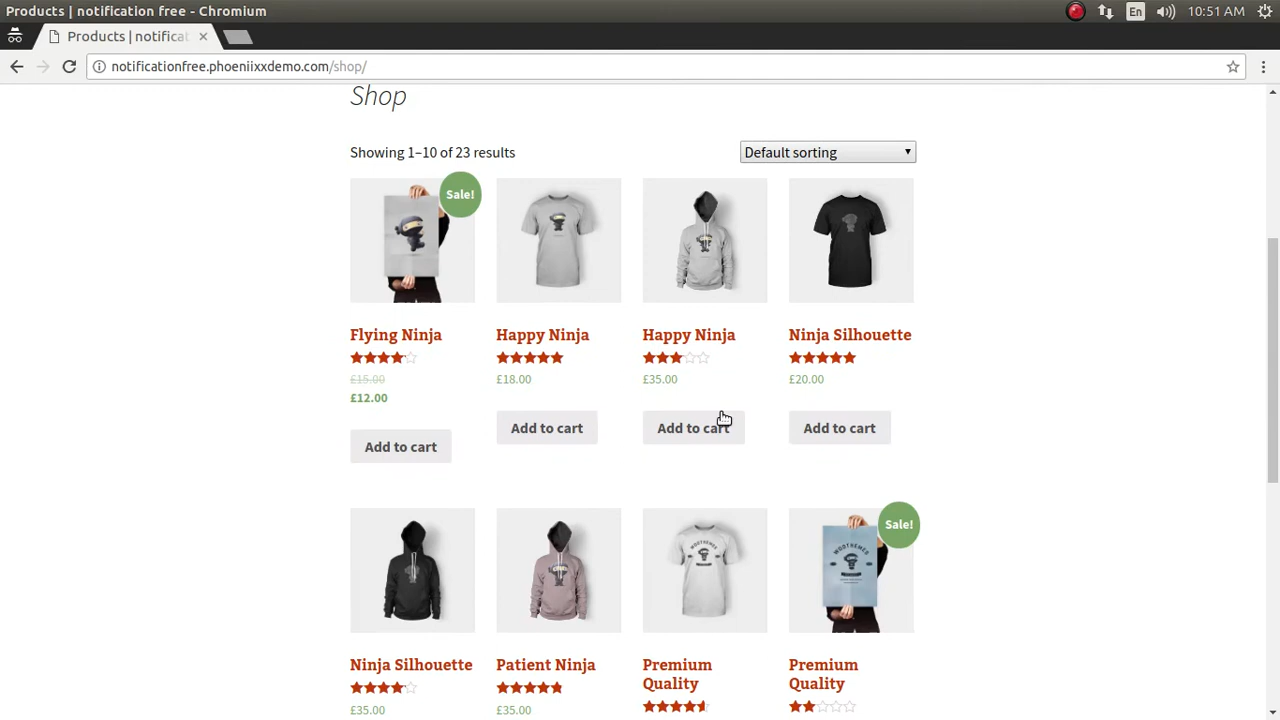 Products | notification free - Chromium
En
10:51 AM
Products | notificat
notificationfree.phoeniixxdemo.com/shop/
Shop
Showing 1–10 of 23 results
Default sorting
Sale!
Flying Ninja
Happy Ninja
Happy Ninja
Ninja Silhouette
£15.00
£18.00
£35.00
£20.00
£12.00
Add to cart
Add to cart
Add to cart
Add to cart
Sale!
WOOTHEMES
WOOTHEMES
Ninja Silhouette
Patient Ninja
Premium
Quality
Premium
Quality
£35.00
£35.00